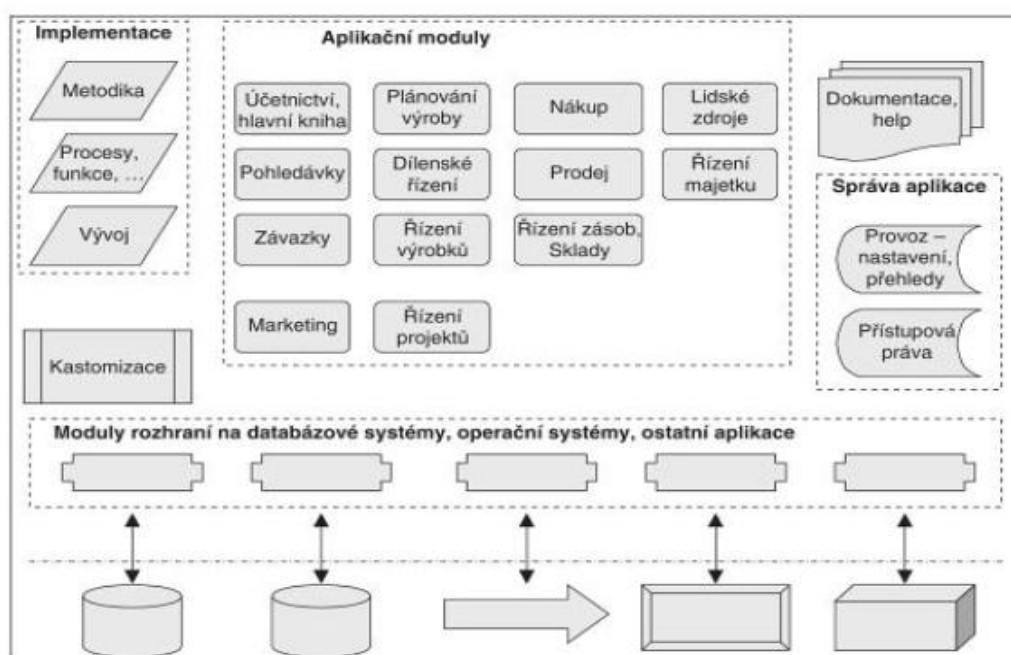 Implementace
Metodika
Procesy,
funkce, …
Vývoj
Kastomizace
Aplikační moduly
Účetnictví,
hlavní kniha
Plánování
výroby
Nákup
Lidské
zdroje
Pohledávky
Dílenské
řízení
Prodej
Řízení
majetku
Závazky
Řízení
výrobků
Řízení zásob,
Sklady
Marketing
Řízení
projektů
Dokumentace,
help
Správa aplikace
Provoz –
nastavení,
přehledy
Přístupová
práva
Moduly rozhraní na databázové systémy, operační systémy, ostatní aplikace